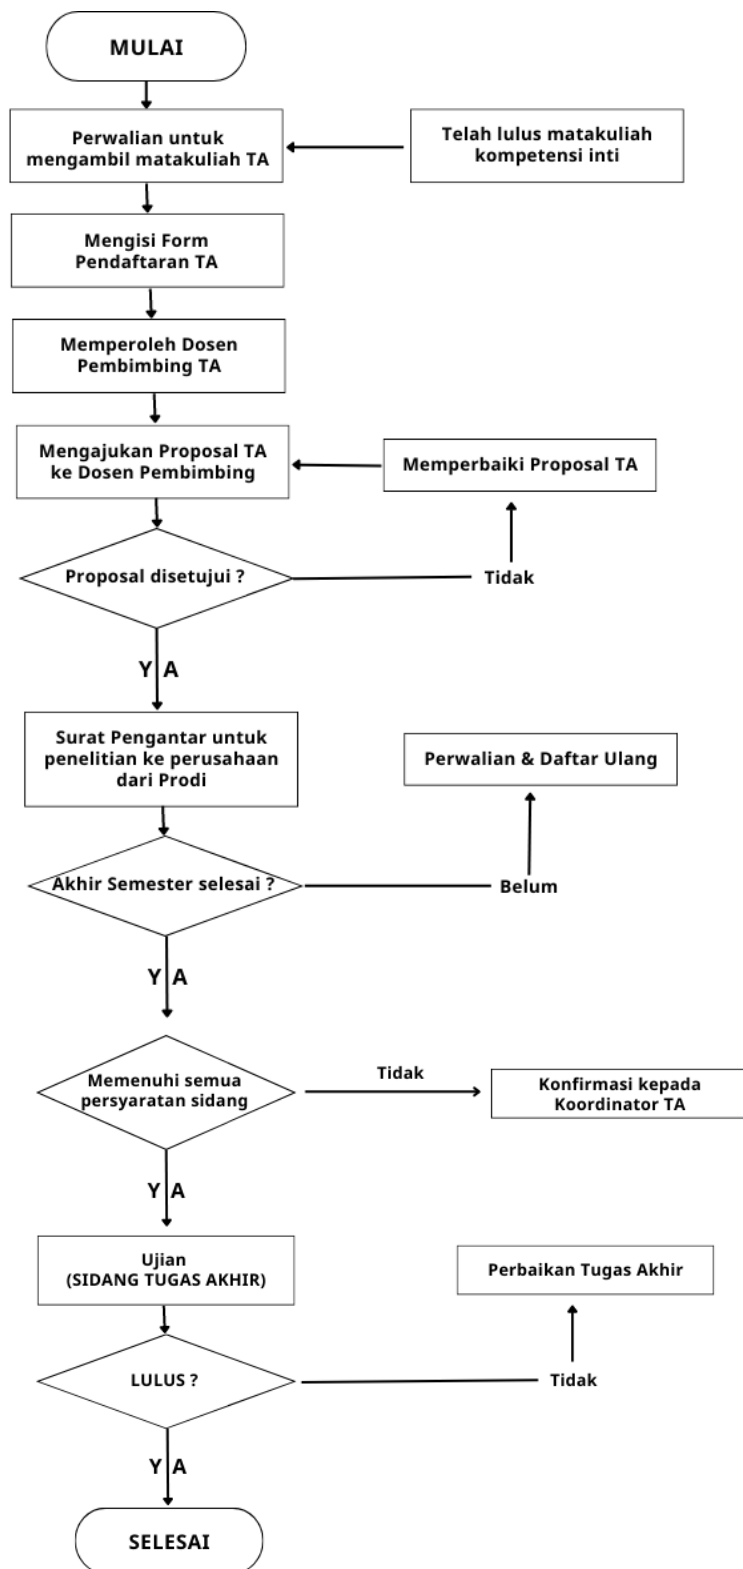 MULAI
Perwalian untuk
mengambil matakuliah TA
Telah lulus matakuliah
kompetensi inti
Mengisi Form
Pendaftaran TA
Memperoleh Dosen
Pembimbing TA
Mengajukan Proposal TA
ke Dosen Pembimbing
Memperbaiki Proposal TA
Proposal disetujui ?
Tidak
Y A
Surat Pengantar untuk
penelitian ke perusahaan
dari Prodi
Perwalian & Daftar Ulang
Akhir Semester selesai ?
Belum
Y A
Memenuhi semua
persyaratan sidang
Tidak
Konfirmasi kepada
Koordinator TA
Y A
Ujian
(SIDANG TUGAS AKHIR)
Perbaikan Tugas Akhir
LULUS ?
Tidak
Y A
SELESAI